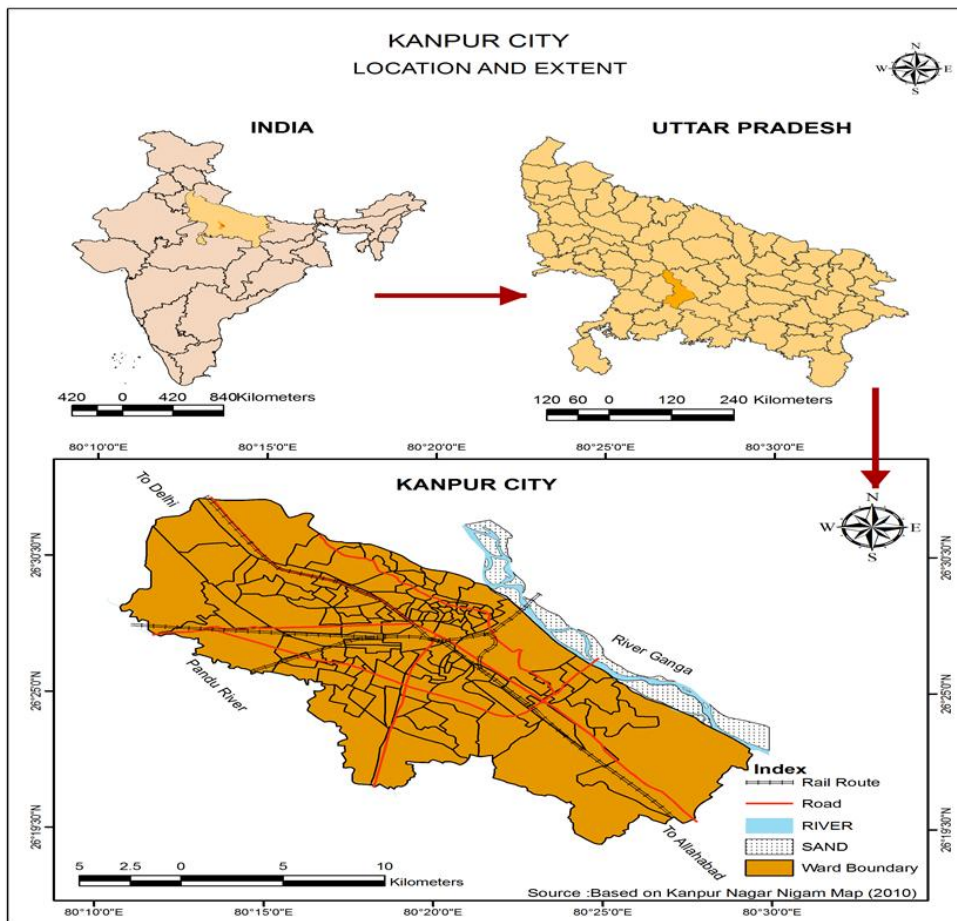 KANPUR CITY
LOCATION AND EXTENT
N
W E
S
INDIA
UTTAR PRADESH
420 0 420 840 Kilometers
120 60 0 120 240 Kilometers
80°10'0"E 80°15'0"E 80°20'0"E 80°25'0"E 80°30'0"E
KANPUR CITY
To Delhi
N
W E
S
26°30'30"N 26°30'30"N
River Ganga
Pandu River
26°25'0"N 26°25'0"N
Index
Rail Route
Road
RIVER
SAND
Ward Boundary
26°19'30"N 26°19'30"N
To Allahabad
5 2.5 0 5 10
Kilometers
Source :Based on Kanpur Nagar Nigam Map (2010)
80°10'0"E 80°15'0"E 80°20'0"E 80°25'0"E 80°30'0"E